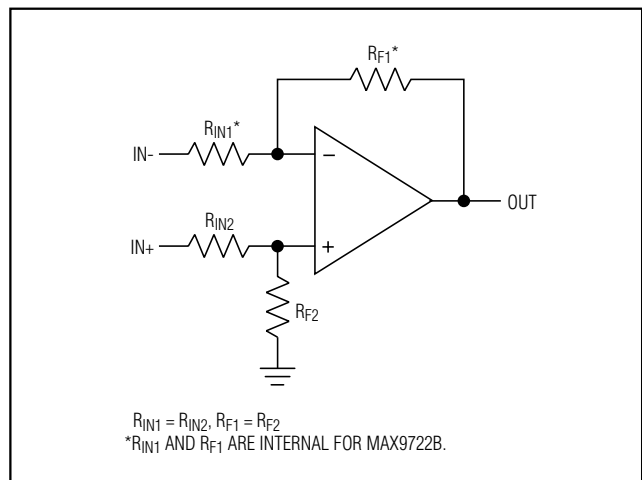 RF1*
RIN1*
IN-
−
OUT
RIN2
IN+
+
RF2
RIN1 = RIN2, RF1 = RF2
*RIN1 AND RF1 ARE INTERNAL FOR MAX9722B.